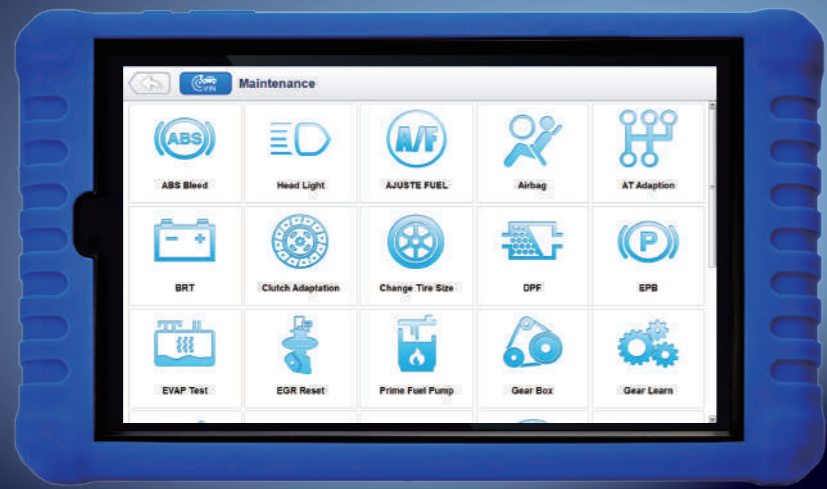 VIN
Maintenance
ABS
A/F
ABS Bleed
Head Light
AJUSTE FUEL
Airbag
AT Adaption
P
BRT
Clutch Adaptation
Change Tire Size
DPF
EPB
EVAP Test
EGR Reset
Prime Fuel Pump
Gear Box
Gear Learn